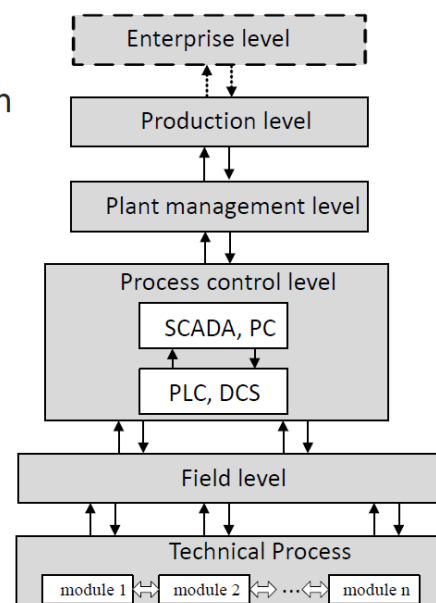 Enterprise level
n
Production level
Plant management level
Process control level
SCADA, PC
PLC, DCS
Field level
Technical Process
module 1 module 2 ... module n